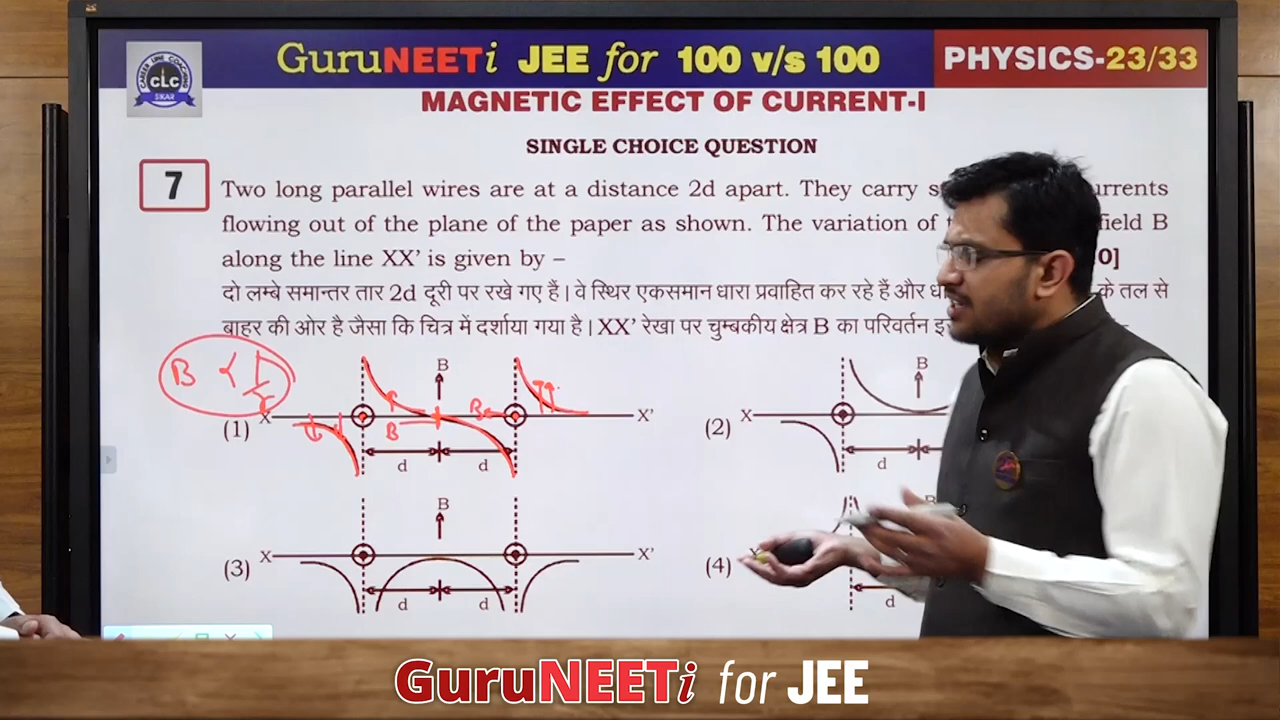 GuruNEETi JEE for 100 v/s 100
PHYSICS-23/33
CLC
SIKAR
MAGNETIC EFFECT OF CURRENT-I
SINGLE CHOICE QUESTION
7
Two long parallel wires are at a distance 2d apart. They carry urrents
flowing out of the plane of the paper as shown. The variation of field B
along the line XX' is given by – 0]
दो लम्बे समान्तर तार 2d दूरी पर रखे गए हैं। वे स्थिर एकसमान धारा प्रवाहित कर रहे हैं और के तल से
बाहर की ओर है जैसा कि चित्र में दर्शाया गया है। XX' रेखा पर चुम्बकीय क्षेत्र B का परिवर्तन
B
B
B
X
X'
X
(1)
B
(2)
d
d
d
B
B
X
X'
(3)
(4)
d
d
d
GuruNEETi for JEE